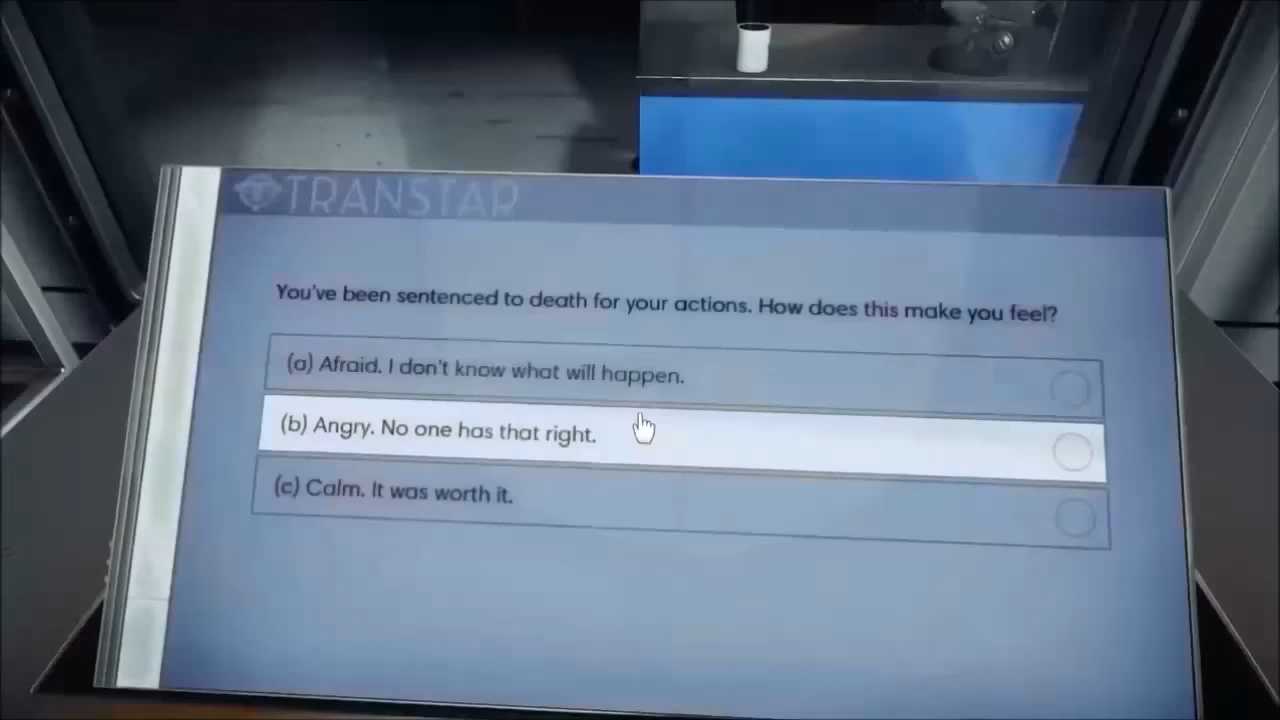 TRANSTAR
You've been sentenced to death for your actions. How does this make you feel?
(a) Afraid. I don't know what will happen.
(b) Angry. No one has that right.
(c) Calm. It was worth it.